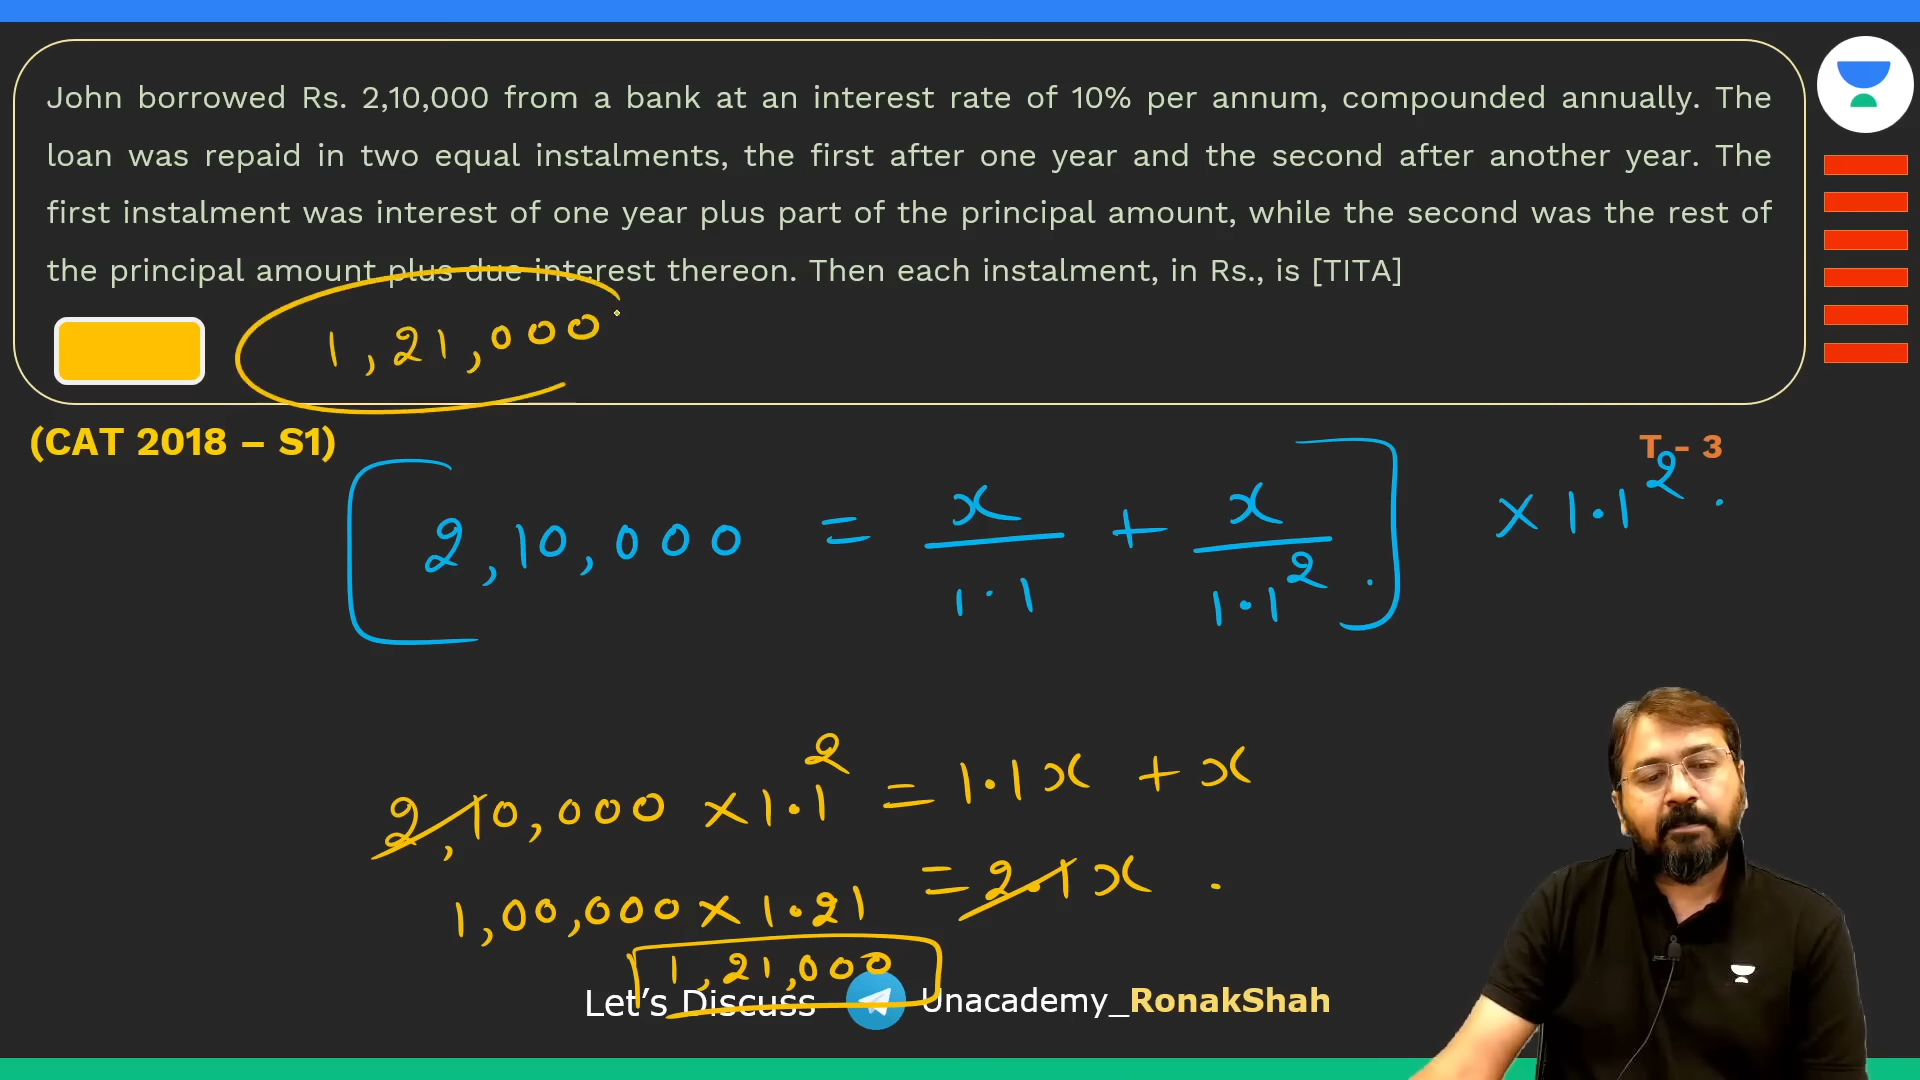 John borrowed Rs. 2,10,000 from a bank at an interest rate of 10% per annum, compounded annually. The
loan was repaid in two equal instalments, the first after one year and the second after another year. The
first instalment was interest of one year plus part of the principal amount, while the second was the rest of
the principal amount plus due interest thereon. Then each instalment, in Rs., is [TITA]
1,21,000
(CAT 2018 – S1)
T - 3
[2,10,000 = x/1.1 + x/1.1²] × 1.1²
2,10,000 × 1.1² = 1.1x + x
1,00,000 × 1.21 = 2.1x
1,21,000
Let's Discuss Unacademy_RonakShah